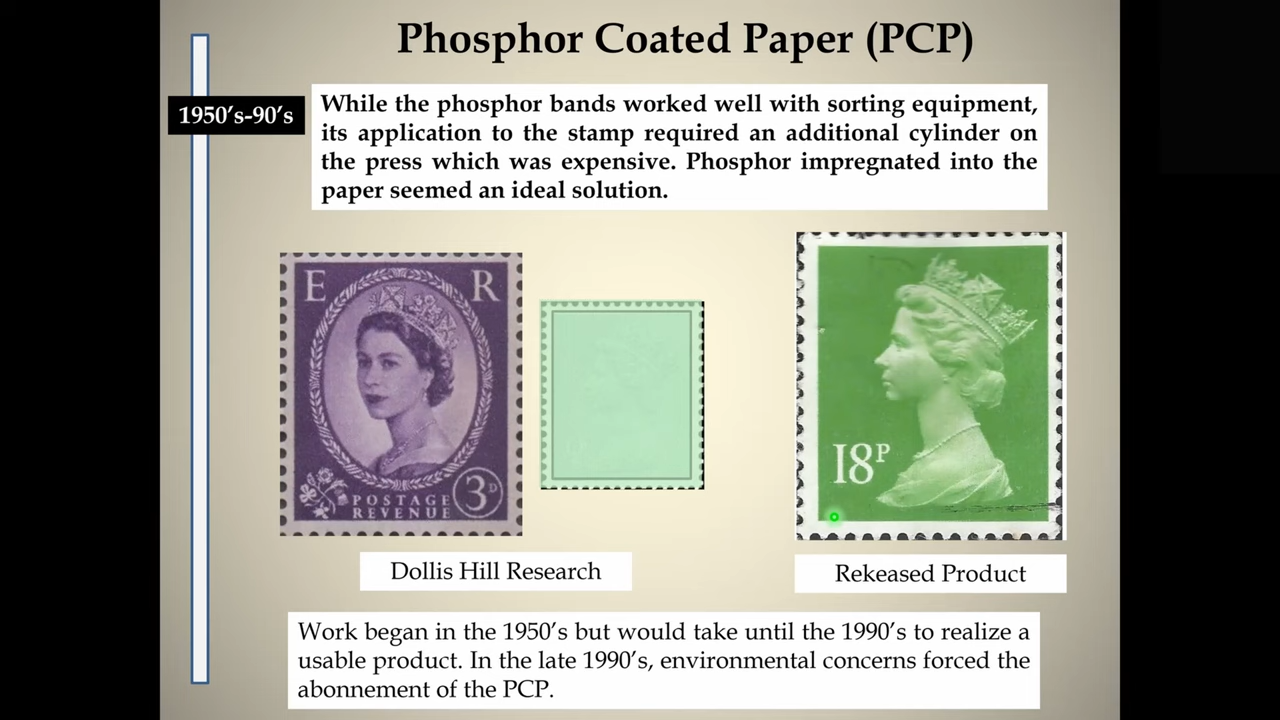 Phosphor Coated Paper (PCP)
1950's-90's
While the phosphor bands worked well with sorting equipment,
its application to the stamp required an additional cylinder on
the press which was expensive. Phosphor impregnated into the
paper seemed an ideal solution.
E R
POSTAGE
REVENUE
3D
18P
Dollis Hill Research
Rekeased Product
Work began in the 1950's but would take until the 1990's to realize a
usable product. In the late 1990's, environmental concerns forced the
abonnement of the PCP.